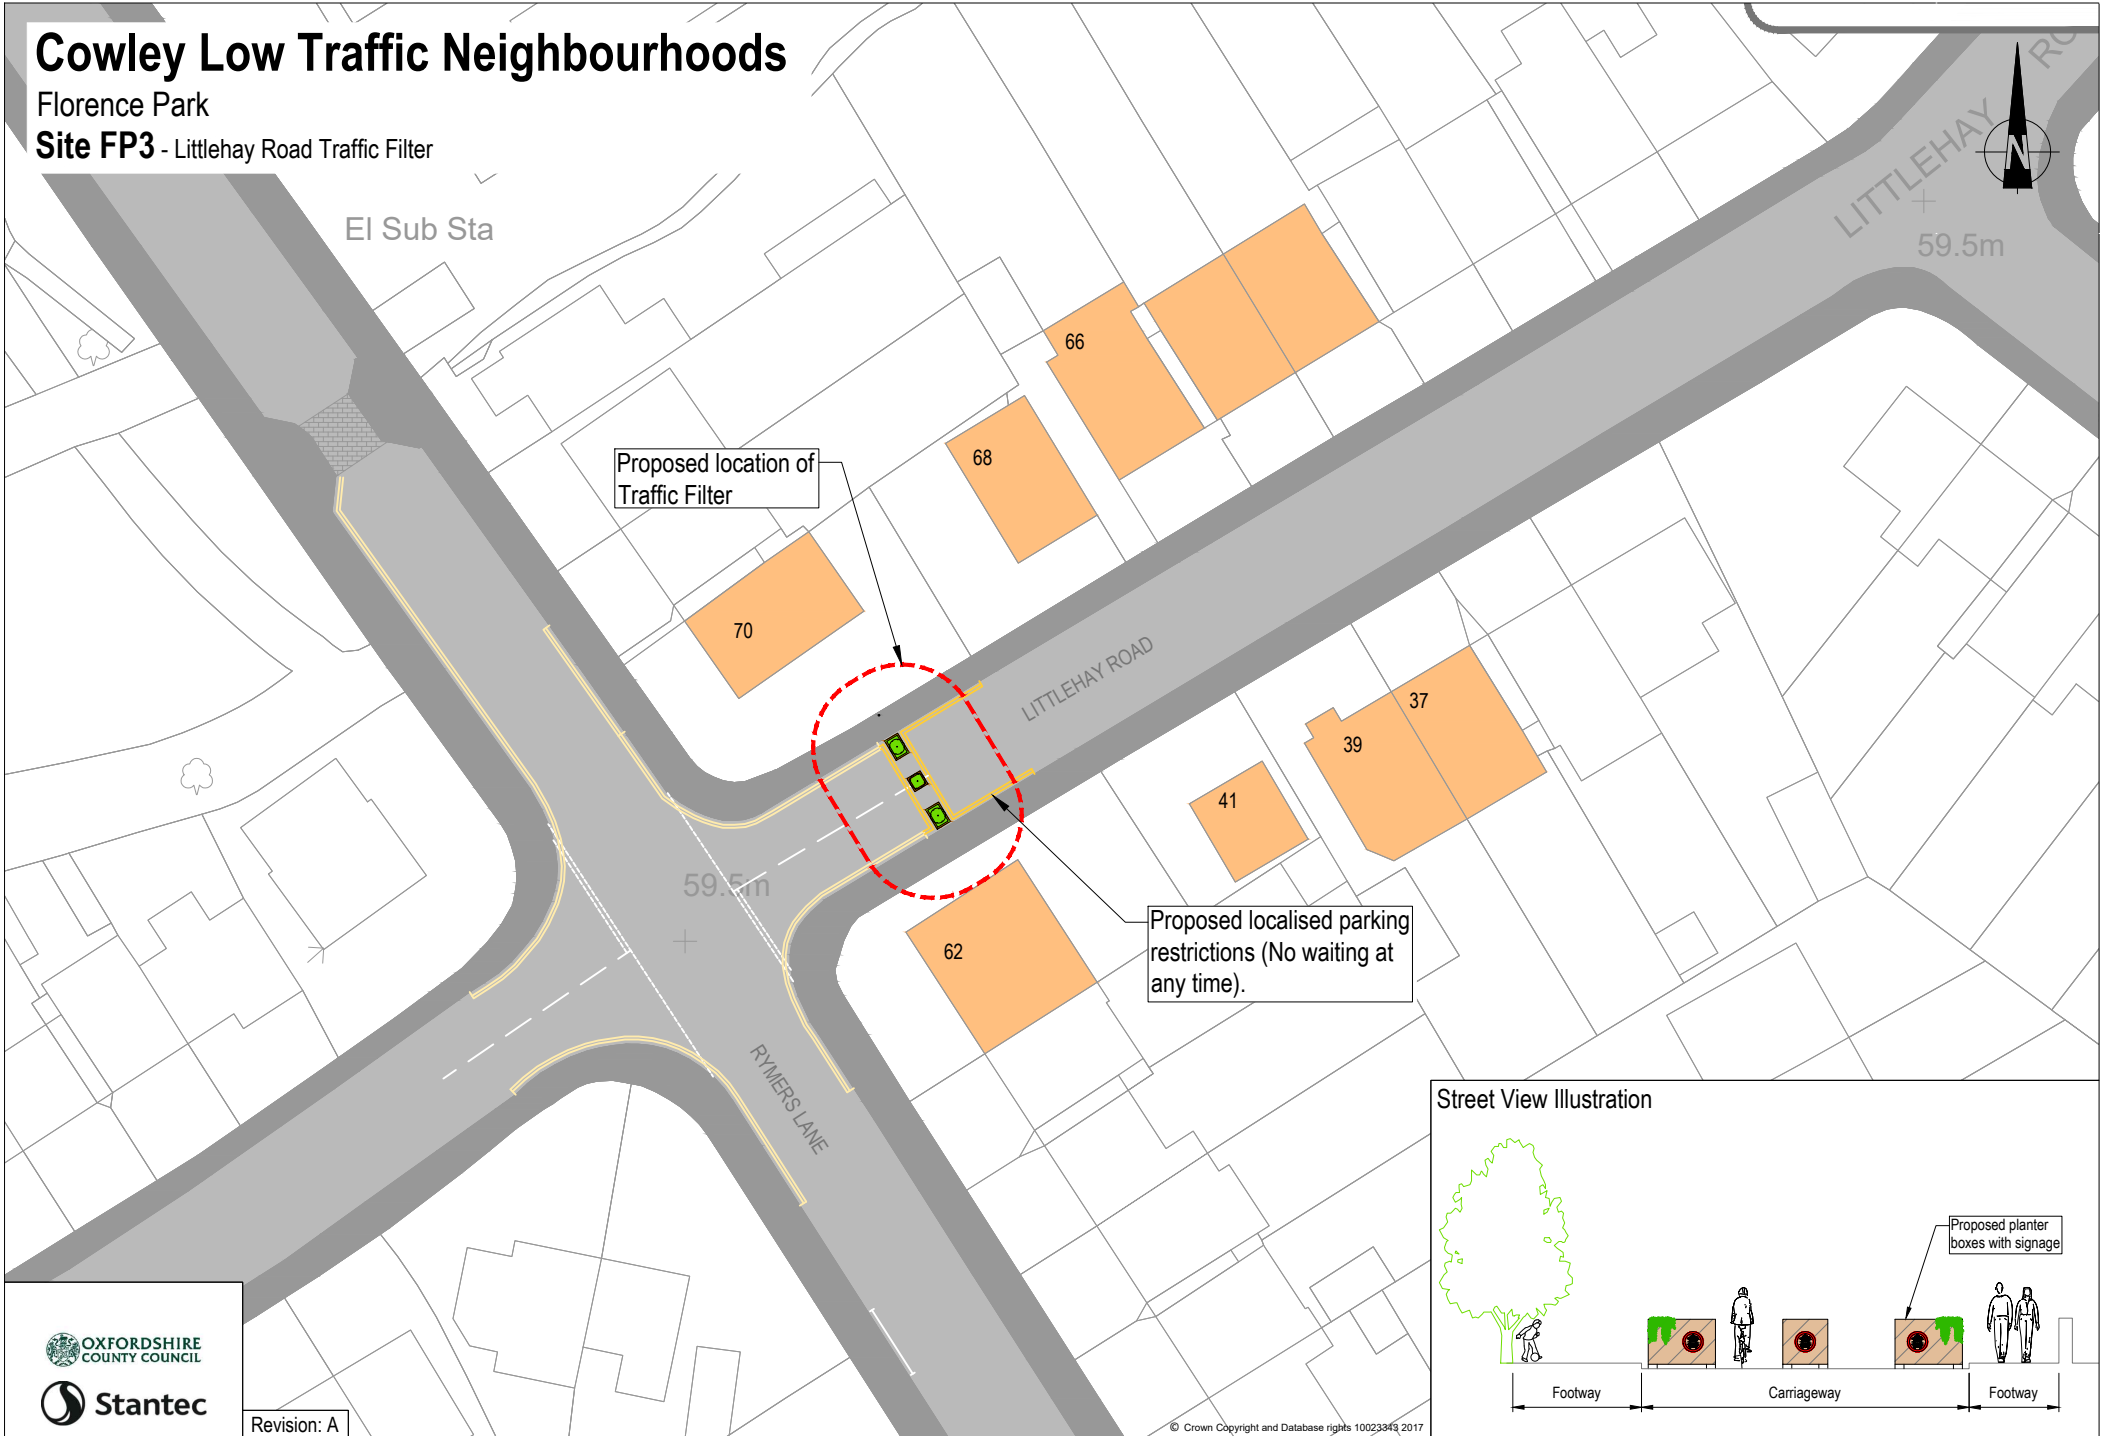 Cowley Low Traffic Neighbourhoods
Florence Park
Site FP3 - Littlehay Road Traffic Filter
El Sub Sta
LITTLEHAY RO
N
59.5m
66
68
Proposed location of
Traffic Filter
70
LITTLEHAY ROAD
37
39
41
59.5m
62
Proposed localised parking
restrictions (No waiting at
any time).
RYMERS LANE
Street View Illustration
Proposed planter
boxes with signage
Footway
Carriageway
Footway
OXFORDSHIRE
COUNTY COUNCIL
Stantec
Revision: A
© Crown Copyright and Database rights 10023343 2017